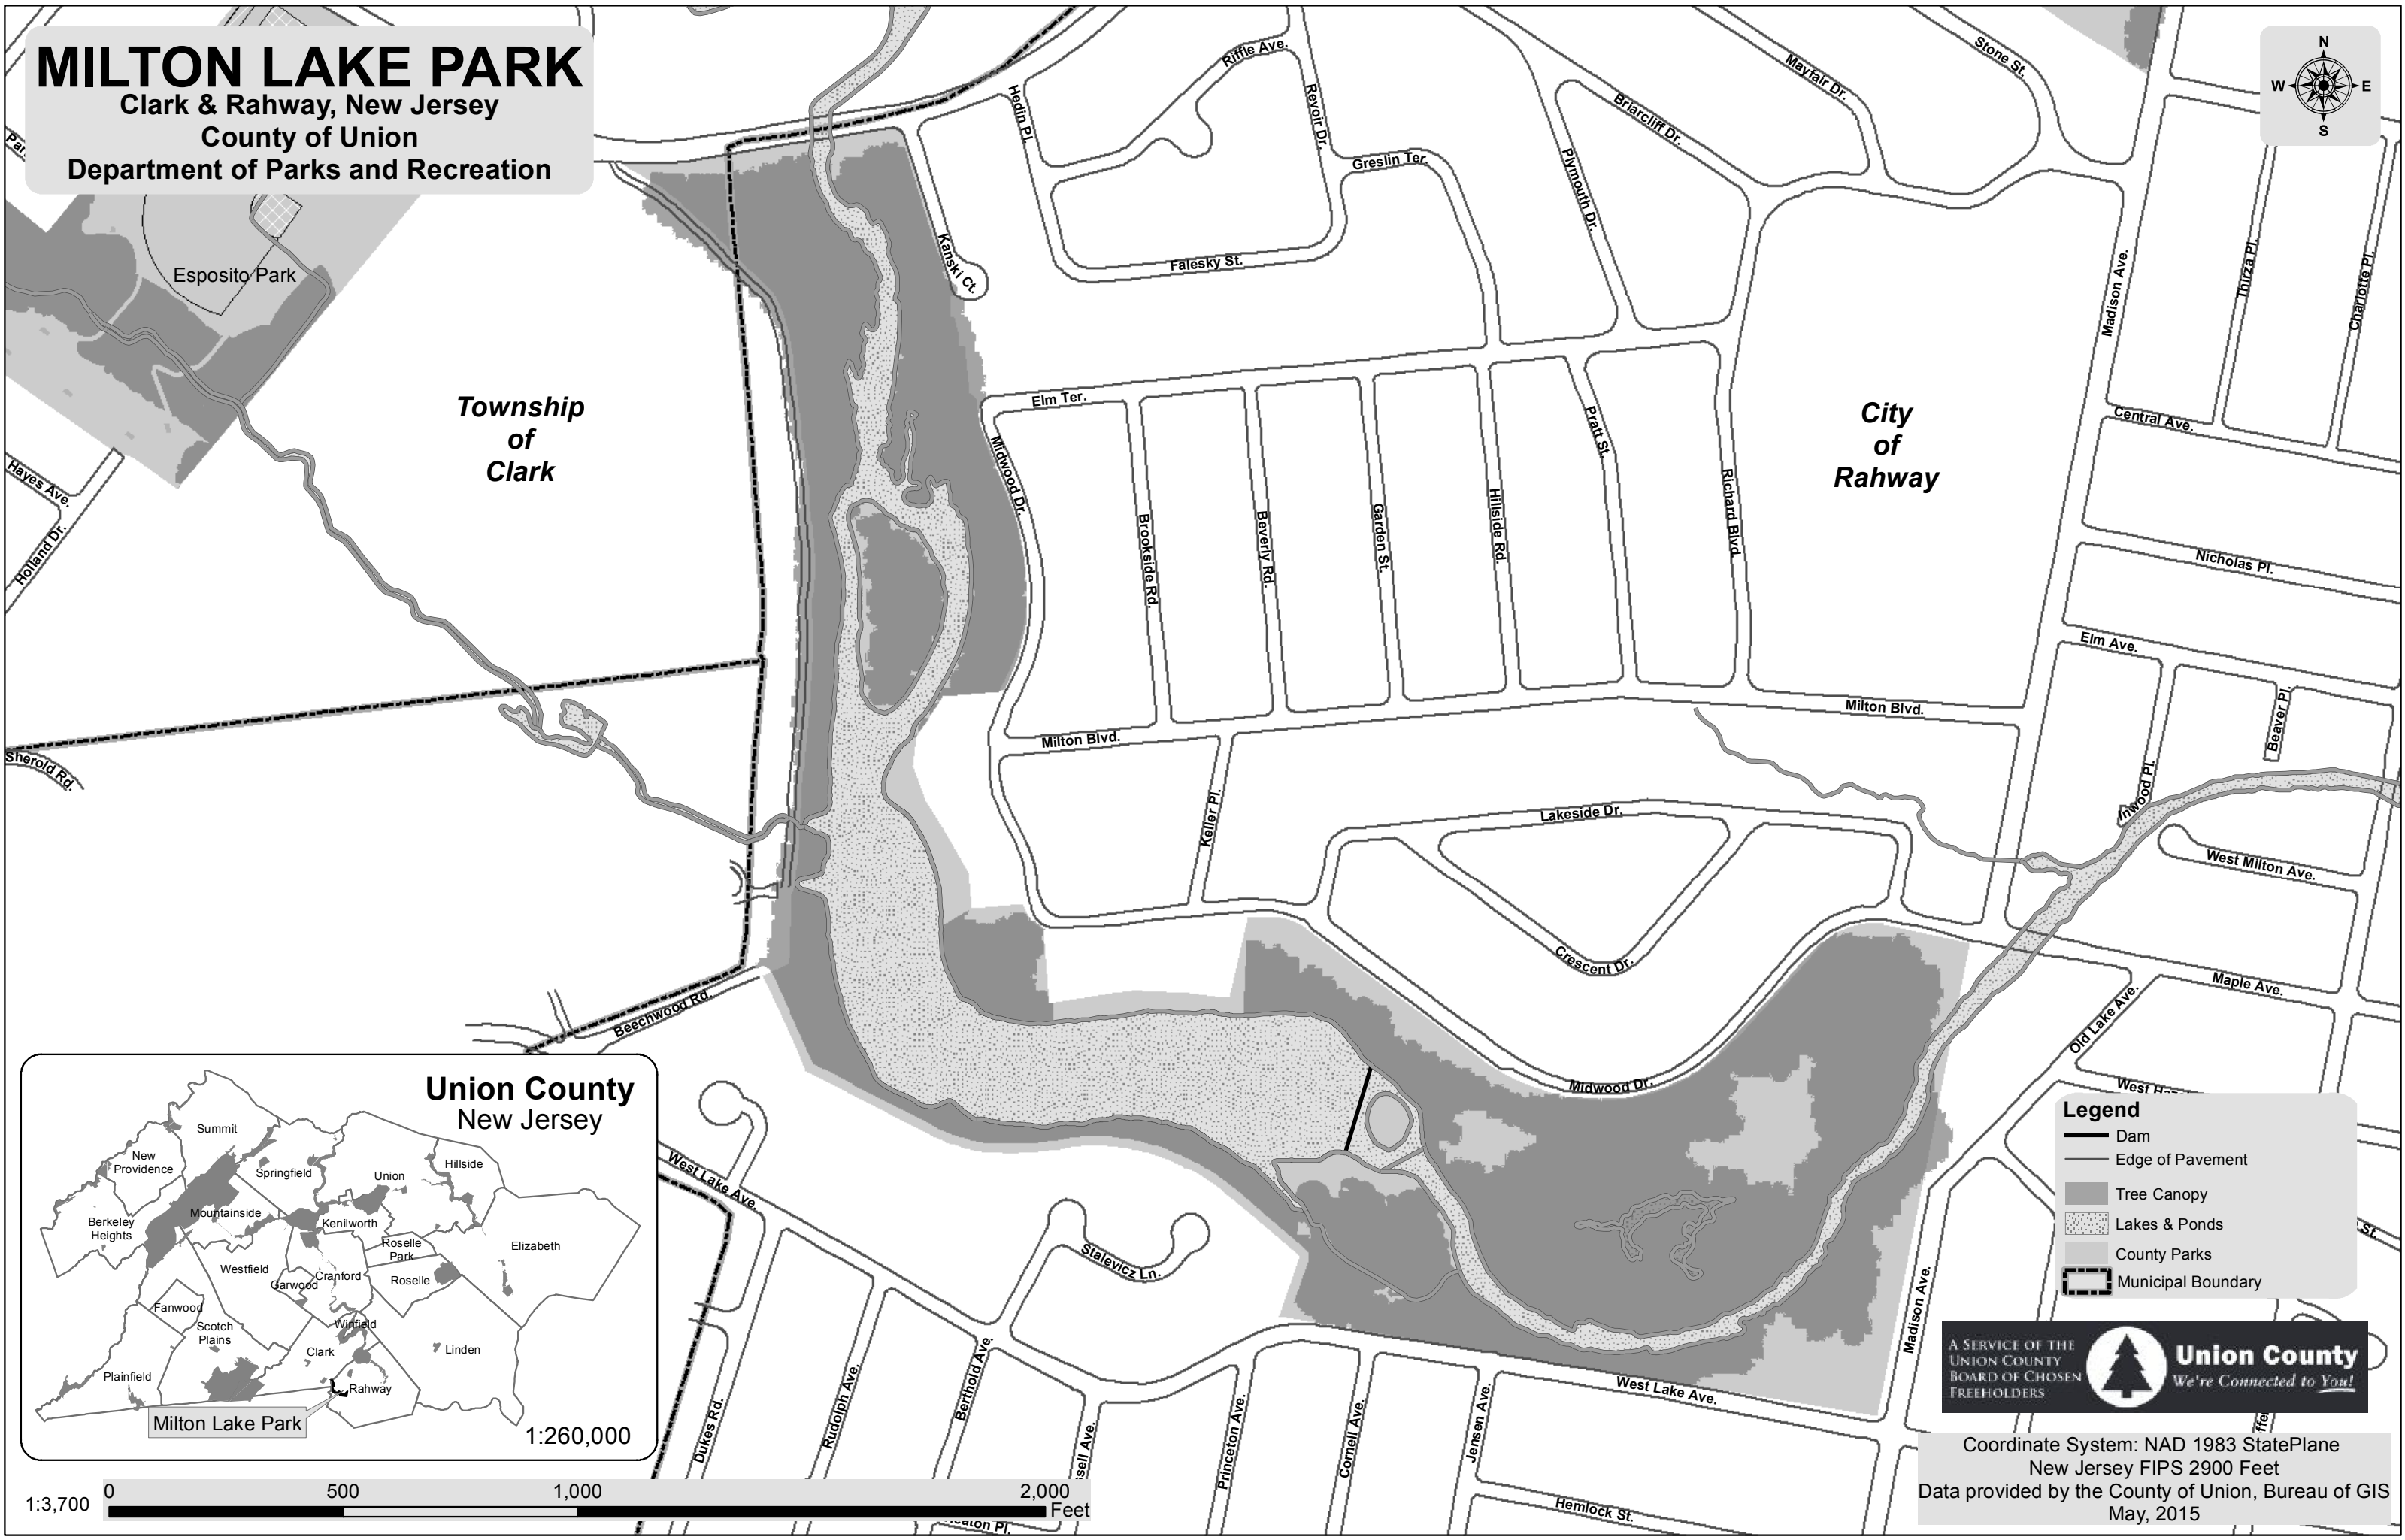 MILTON LAKE PARK
Clark & Rahway, New Jersey
County of Union
Department of Parks and Recreation
N
W E
S
Riffle Ave.
Hedin Pl.
Revoir Dr.
Greslin Ter.
Falesky St.
Kanski Ct.
Plymouth Dr.
Briarcliff Dr.
Mayfair Dr.
Stone St.
Madison Ave.
Thirza Pl.
Charlotte Pl.
Esposito Park
Township
of
Clark
City
of
Rahway
Elm Ter.
Midwood Dr.
Brookside Rd.
Beverly Rd.
Garden St.
Hillside Rd.
Pratt St.
Richard Blvd.
Central Ave.
Nicholas Pl.
Elm Ave.
Beaver Pl.
Hayes Ave.
Holland Dr.
Sherold Rd.
Milton Blvd.
Milton Blvd.
Keller Pl.
Lakeside Dr.
Crescent Dr.
Inwood Pl.
West Milton Ave.
Maple Ave.
Old Lake Ave.
Midwood Dr.
Beechwood Rd.
West Lake Ave.
Stalevicz Ln.
Dukes Rd.
Rudolph Ave.
Berthold Ave.
Princeton Ave.
Cornell Ave.
Jensen Ave.
West Lake Ave.
Madison Ave.
Hemlock St.
St.
Union County
New Jersey
Summit
New
Providence
Berkeley
Heights
Mountainside
Springfield
Union
Hillside
Kenilworth
Roselle
Park
Elizabeth
Westfield
Garwood
Cranford
Roselle
Fanwood
Scotch
Plains
Winfield
Clark
Linden
Plainfield
Rahway
Milton Lake Park
1:260,000
1:3,700
0 500 1,000 2,000
Feet
Legend
Dam
Edge of Pavement
Tree Canopy
Lakes & Ponds
County Parks
Municipal Boundary
A SERVICE OF THE
UNION COUNTY
BOARD OF CHOSEN
FREEHOLDERS
Union County
We're Connected to You!
Coordinate System: NAD 1983 StatePlane
New Jersey FIPS 2900 Feet
Data provided by the County of Union, Bureau of GIS
May, 2015